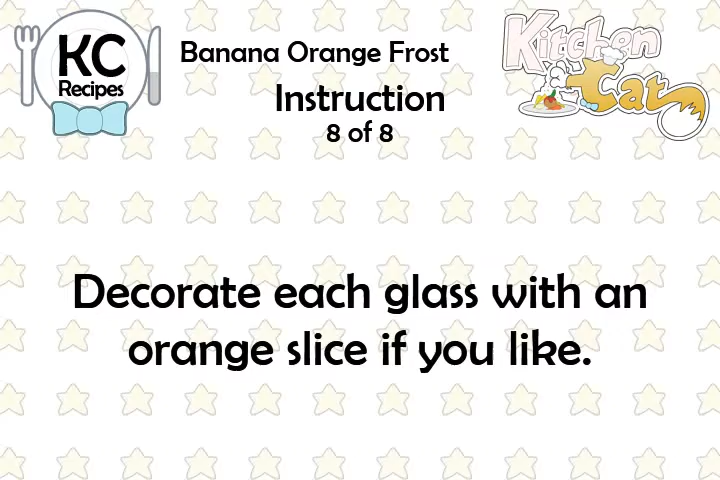 KC
Recipes
Banana Orange Frost
Instruction
8 of 8
Kitchen
Cat
Decorate each glass with an
orange slice if you like.